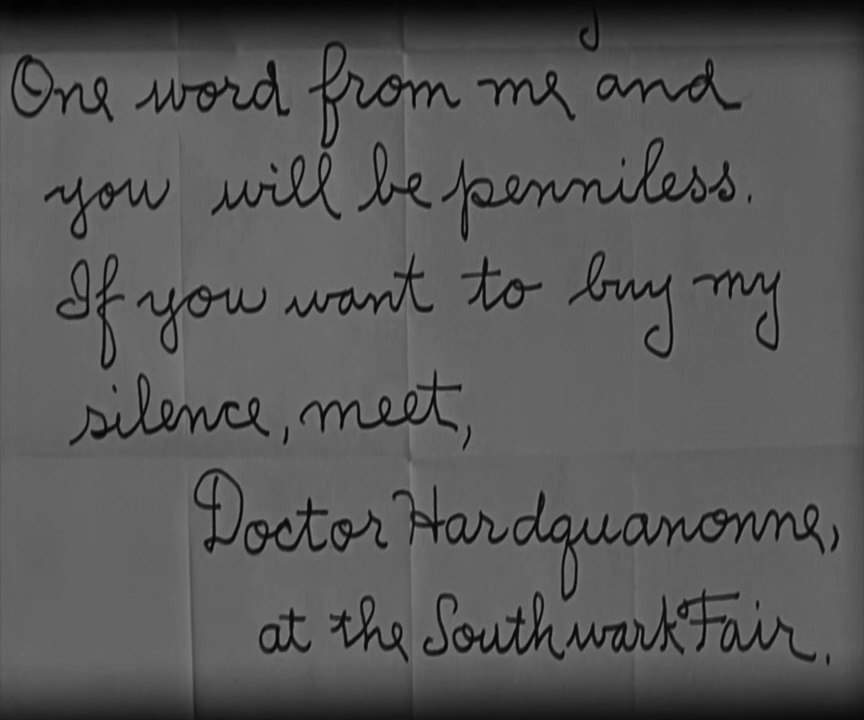 One word from me and
you will be penniless.
If you want to buy my
silence, meet,
Doctor Hardquanonne,
at the Southwark Fair.